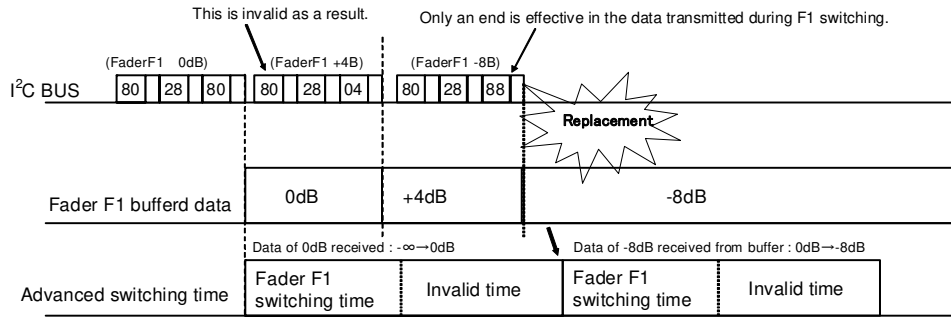 This is invalid as a result.
Only an end is effective in the data transmitted during F1 switching.
(FaderF1 0dB) (FaderF1 +4B) (FaderF1 -8B)
I²C BUS 80 28 80 80 28 04 80 28 88
Replacement
Fader F1 bufferd data 0dB +4dB -8dB
Data of 0dB received : -∞→0dB Data of -8dB received from buffer : 0dB→-8dB
Advanced switching time
Fader F1
switching time
Invalid time
Fader F1
switching time
Invalid time